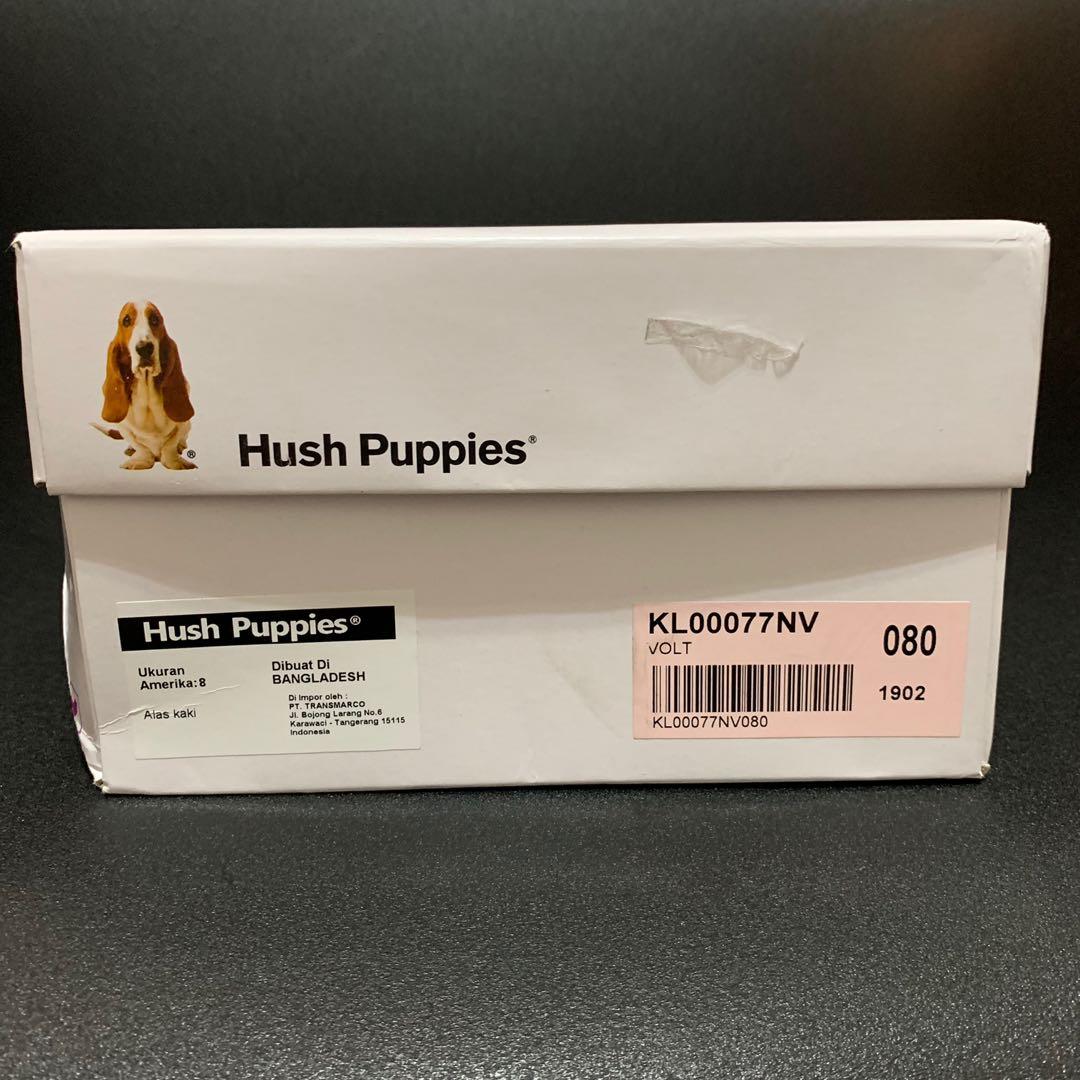 ®
Hush Puppies®
Hush Puppies®
Ukuran
Amerika:8
Alas kaki
Dibuat Di
BANGLADESH
Di Impor oleh :
PT. TRANSMARCO
Jl. Bojong Larang No.6
Karawaci - Tangerang 15115
Indonesia
KL00077NV
VOLT
080
1902
KL00077NV080